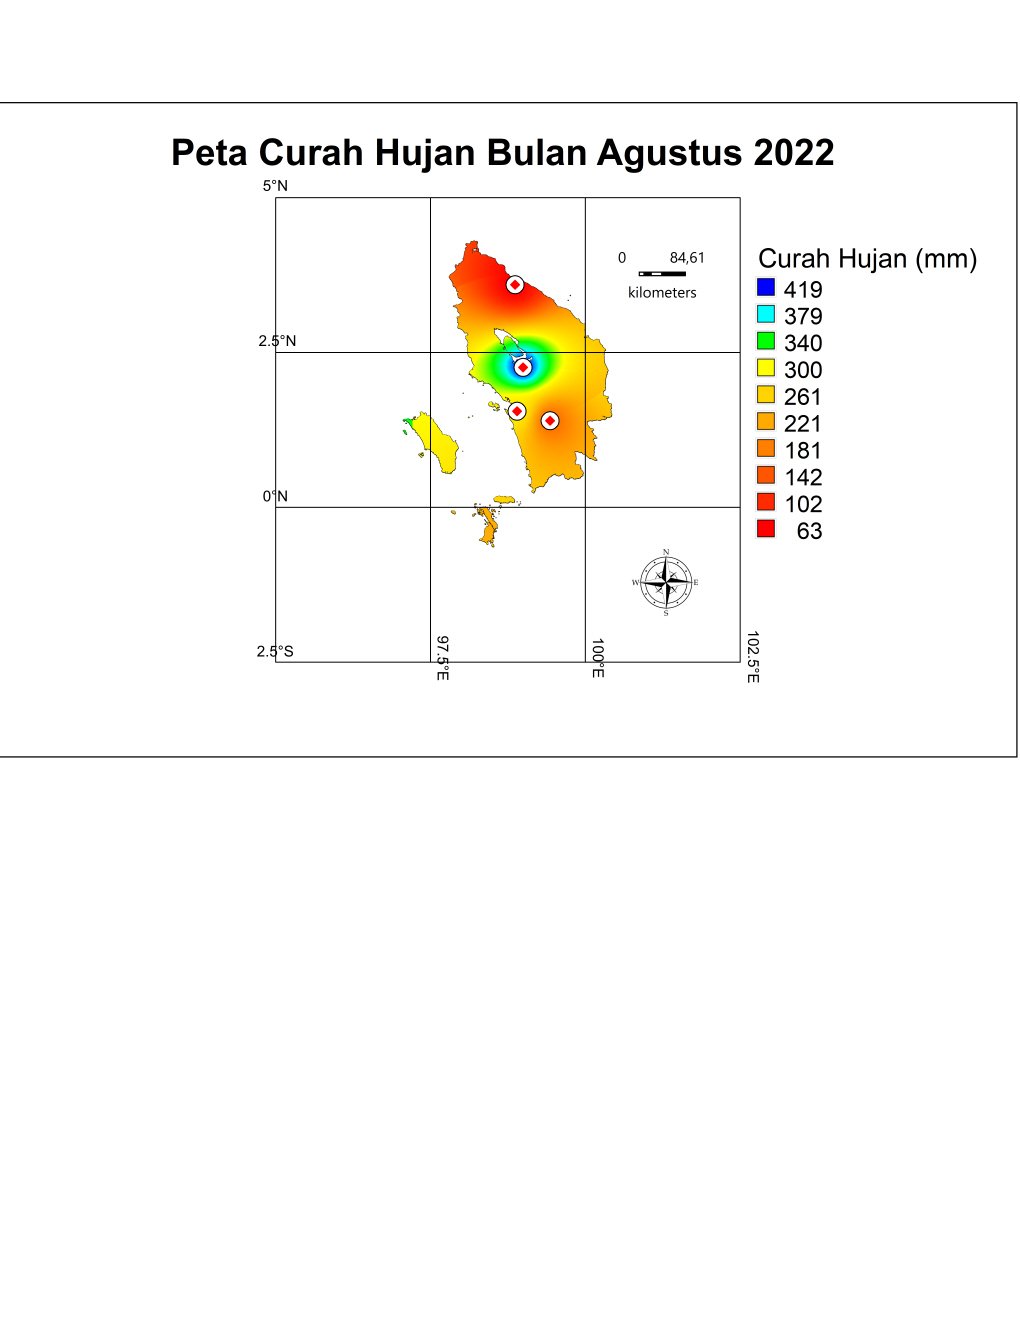 Peta Curah Hujan Bulan Agustus 2022
5°N
0 84,61
kilometers
Curah Hujan (mm)
419
379
340
300
261
221
181
142
102
63
2.5°N
0°N
N
W E
S
2.5°S
97.5°E
100°E
102.5°E